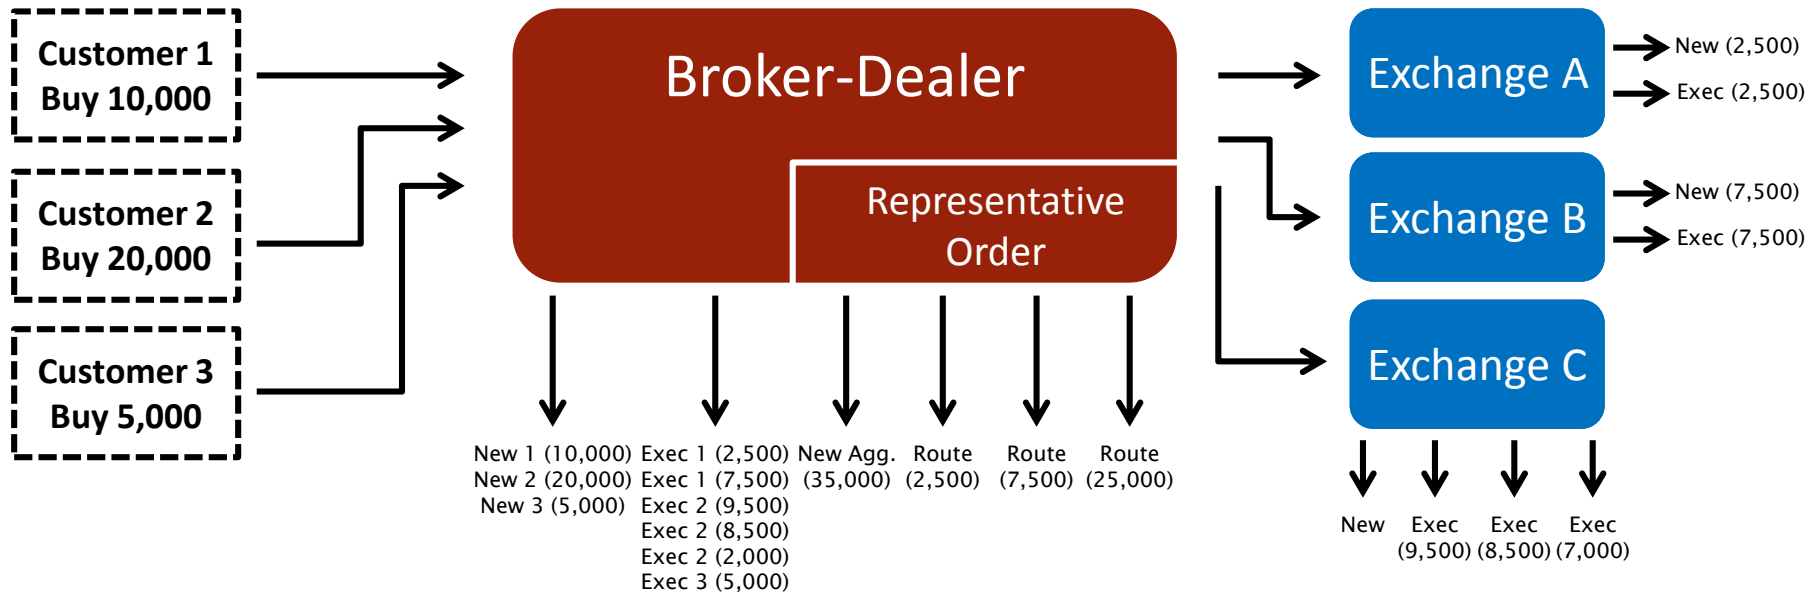 Customer 1
Buy 10,000
Customer 2
Buy 20,000
Customer 3
Buy 5,000
Broker-Dealer
Representative
Order
New 1 (10,000)
New 2 (20,000)
New 3 (5,000)
Exec 1 (2,500)
Exec 1 (7,500)
Exec 2 (9,500)
Exec 2 (8,500)
Exec 2 (2,000)
Exec 3 (5,000)
New Agg.
(35,000)
Route
(2,500)
Route
(7,500)
Route
(25,000)
Exchange A
New (2,500)
Exec (2,500)
Exchange B
New (7,500)
Exec (7,500)
Exchange C
New
Exec
(9,500)
Exec
(8,500)
Exec
(7,000)